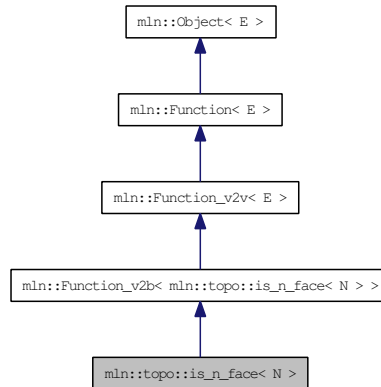 mln::Object< E >
mln::Function< E >
mln::Function_v2v< E >
mln::Function_v2b< mln::topo::is_n_face< N > >
mln::topo::is_n_face< N >